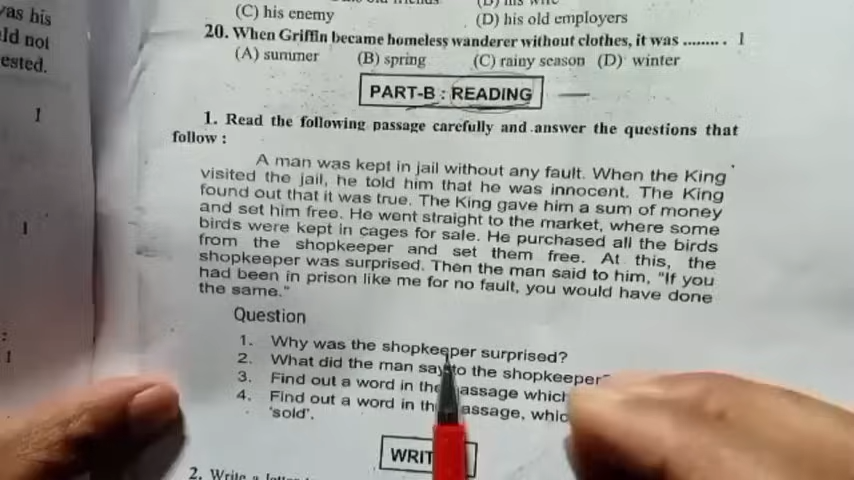 vas his
ld not
ested.
1
1
:
1
(C) his enemy
(D) his old employers
20. When Griffin became homeless wanderer without clothes, it was ........ . 1
(A) summer (B) spring (C) rainy season (D) winter
PART-B : READING
1. Read the following passage carefully and answer the questions that
follow :
A man was kept in jail without any fault. When the King
visited the jail, he told him that he was innocent. The King
found out that it was true. The King gave him a sum of money
and set him free. He went straight to the market, where some
birds were kept in cages for sale. He purchased all the birds
from the shopkeeper and set them free. At this, the
shopkeeper was surprised. Then the man said to him, "If you
had been in prison like me for no fault, you would have done
the same."
Question
1. Why was the shopkeeper surprised?
2. What did the man say to the shopkeeper?
3. Find out a word in the passage which
4. Find out a word in the passage,
'sold'.
2. Write a letter